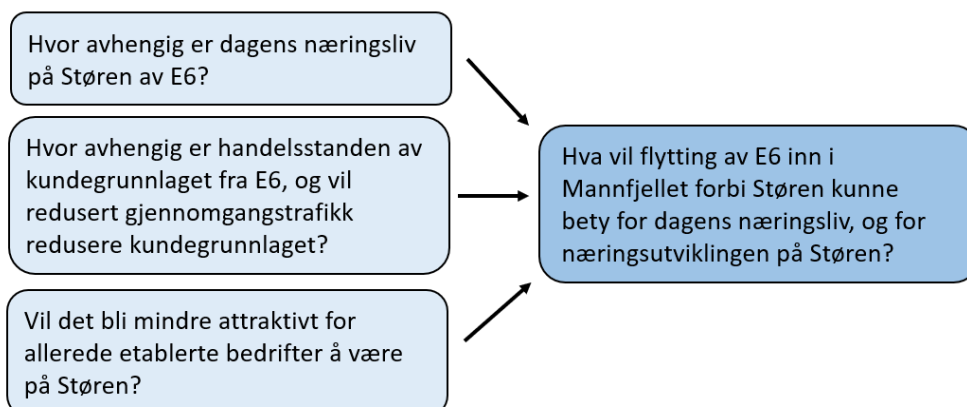 Hvor avhengig er dagens næringsliv
på Støren av E6?
Hvor avhengig er handelsstanden av
kundegrunnlaget fra E6, og vil
redusert gjennomgangstrafikk
redusere kundegrunnlaget?
Vil det bli mindre attraktivt for
allerede etablerte bedrifter å være
på Støren?
Hva vil flytting av E6 inn i
Mannfjellet forbi Støren kunne
bety for dagens næringsliv, og for
næringsutviklingen på Støren?